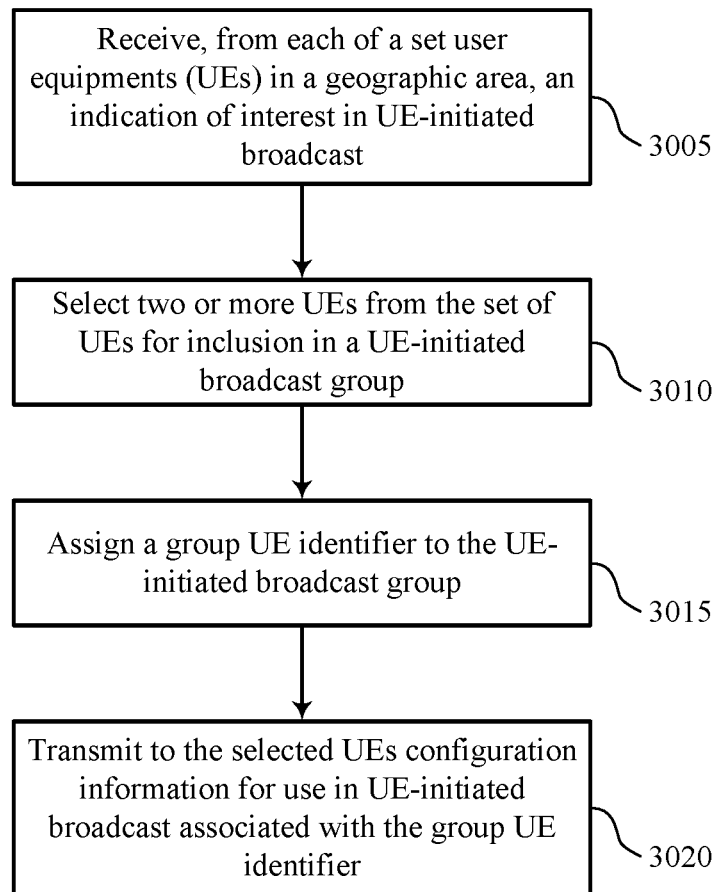 Receive, from each of a set user
equipments (UEs) in a geographic area, an
indication of interest in UE-initiated
broadcast
3005
Select two or more UEs from the set of
UEs for inclusion in a UE-initiated
broadcast group
3010
Assign a group UE identifier to the UE-
initiated broadcast group
3015
Transmit to the selected UEs configuration
information for use in UE-initiated
broadcast associated with the group UE
identifier
3020